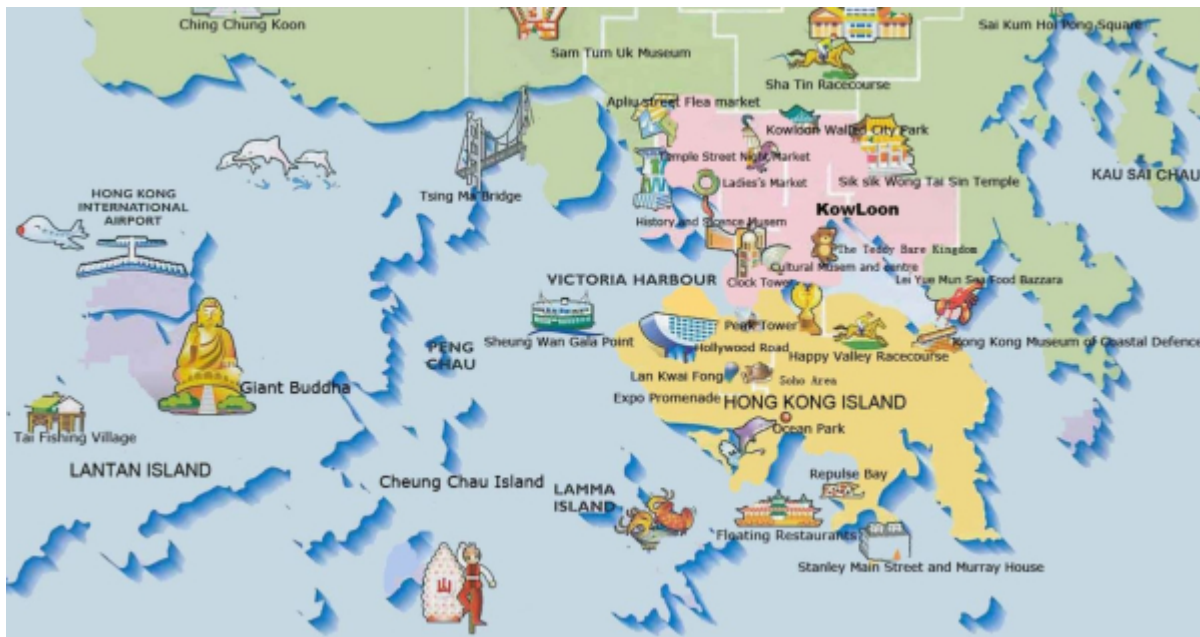 Ching Chung Koon
Sam Tum Uk Museum
Sai Kum Hoi Pong Square
Sha Tin Racecourse
Apliu street Flea market
Kowloon Walled City Park
Temple Street Night Market
Tsing Ma Bridge
Ladies's Market
Sik sik Wong Tai Sin Temple
KAU SAI CHAU
HONG KONG
INTERNATIONAL
AIRPORT
KowLoon
History and Science Musem
The Teddy Bare Kingdom
Cultural Musem and centre
VICTORIA HARBOUR
Clock Tower
Lei Yue Mun Sea Food Bazzara
Peak Tower
Sheung Wan Gala Point
Hollywood Road
Happy Valley Racecourse
Kong Kong Museum of Coastal Defence
PENG
CHAU
Lan Kwai Fong
Soho Area
Giant Buddha
Expo Promenade
HONG KONG ISLAND
Tai Fishing Village
Ocean Park
LANTAN ISLAND
Cheung Chau Island
Repulse Bay
LAMMA
ISLAND
Floating Restaurants
Stanley Main Street and Murray House
山